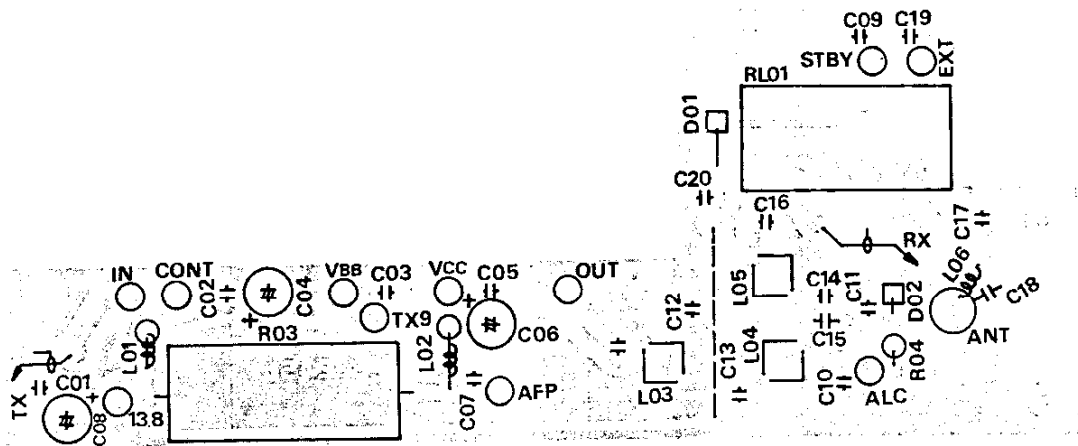 C09
C19
STBY
EXT
RL01
D01
C20
C16
C17
RX
L06
C18
IN
CONT
C02
C04
VBB
C03
VCC
C05
OUT
C12
L05
C14
C11
D02
ANT
R03
TX9
L02
C06
L01
C13
L04
C15
R04
TX
C01
C08
13.8
C07
AFP
L03
C10
ALC